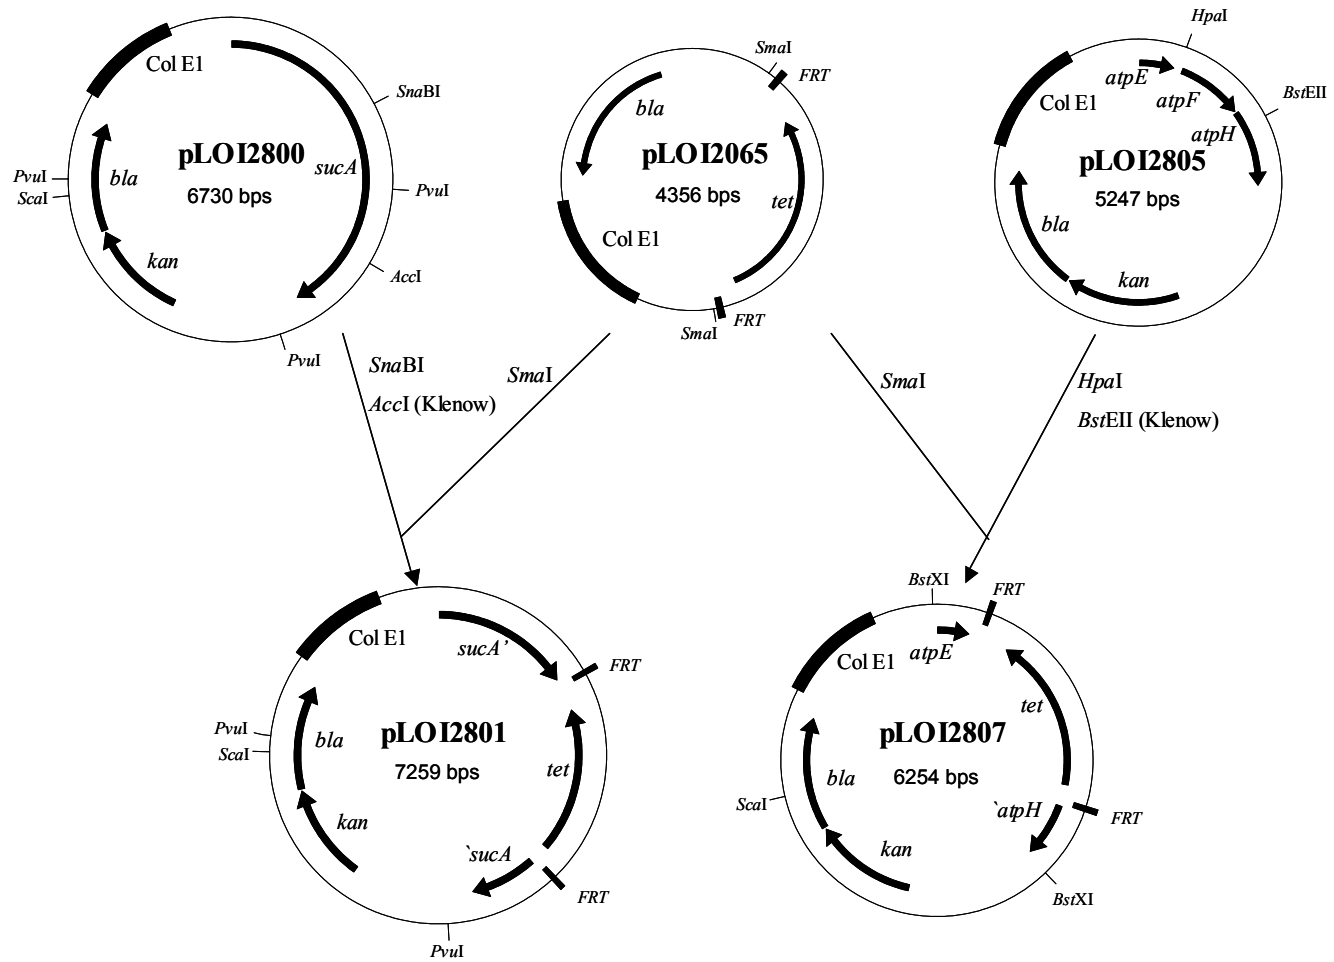 Col E1
SnaBI
pLOI2800
6730 bps
sucA
bla
PvuI
ScaI
PvuI
kan
AccI
PvuI
SmaI
FRT
bla
pLOI2065
4356 bps
tet
Col E1
SmaI
FRT
HpaI
atpE
Col E1
atpF
BstEII
atpH
pLOI2805
5247 bps
bla
kan
SnaBI
AccI (Klenow)
SmaI
SmaI
HpaI
BstEII (Klenow)
Col E1
sucA’
FRT
pLOI2801
7259 bps
PvuI
ScaI
bla
tet
kan
`sucA
FRT
PvuI
BstXI
FRT
Col E1
atpE
tet
pLOI2807
6254 bps
bla
ScaI
`atpH
FRT
kan
BstXI